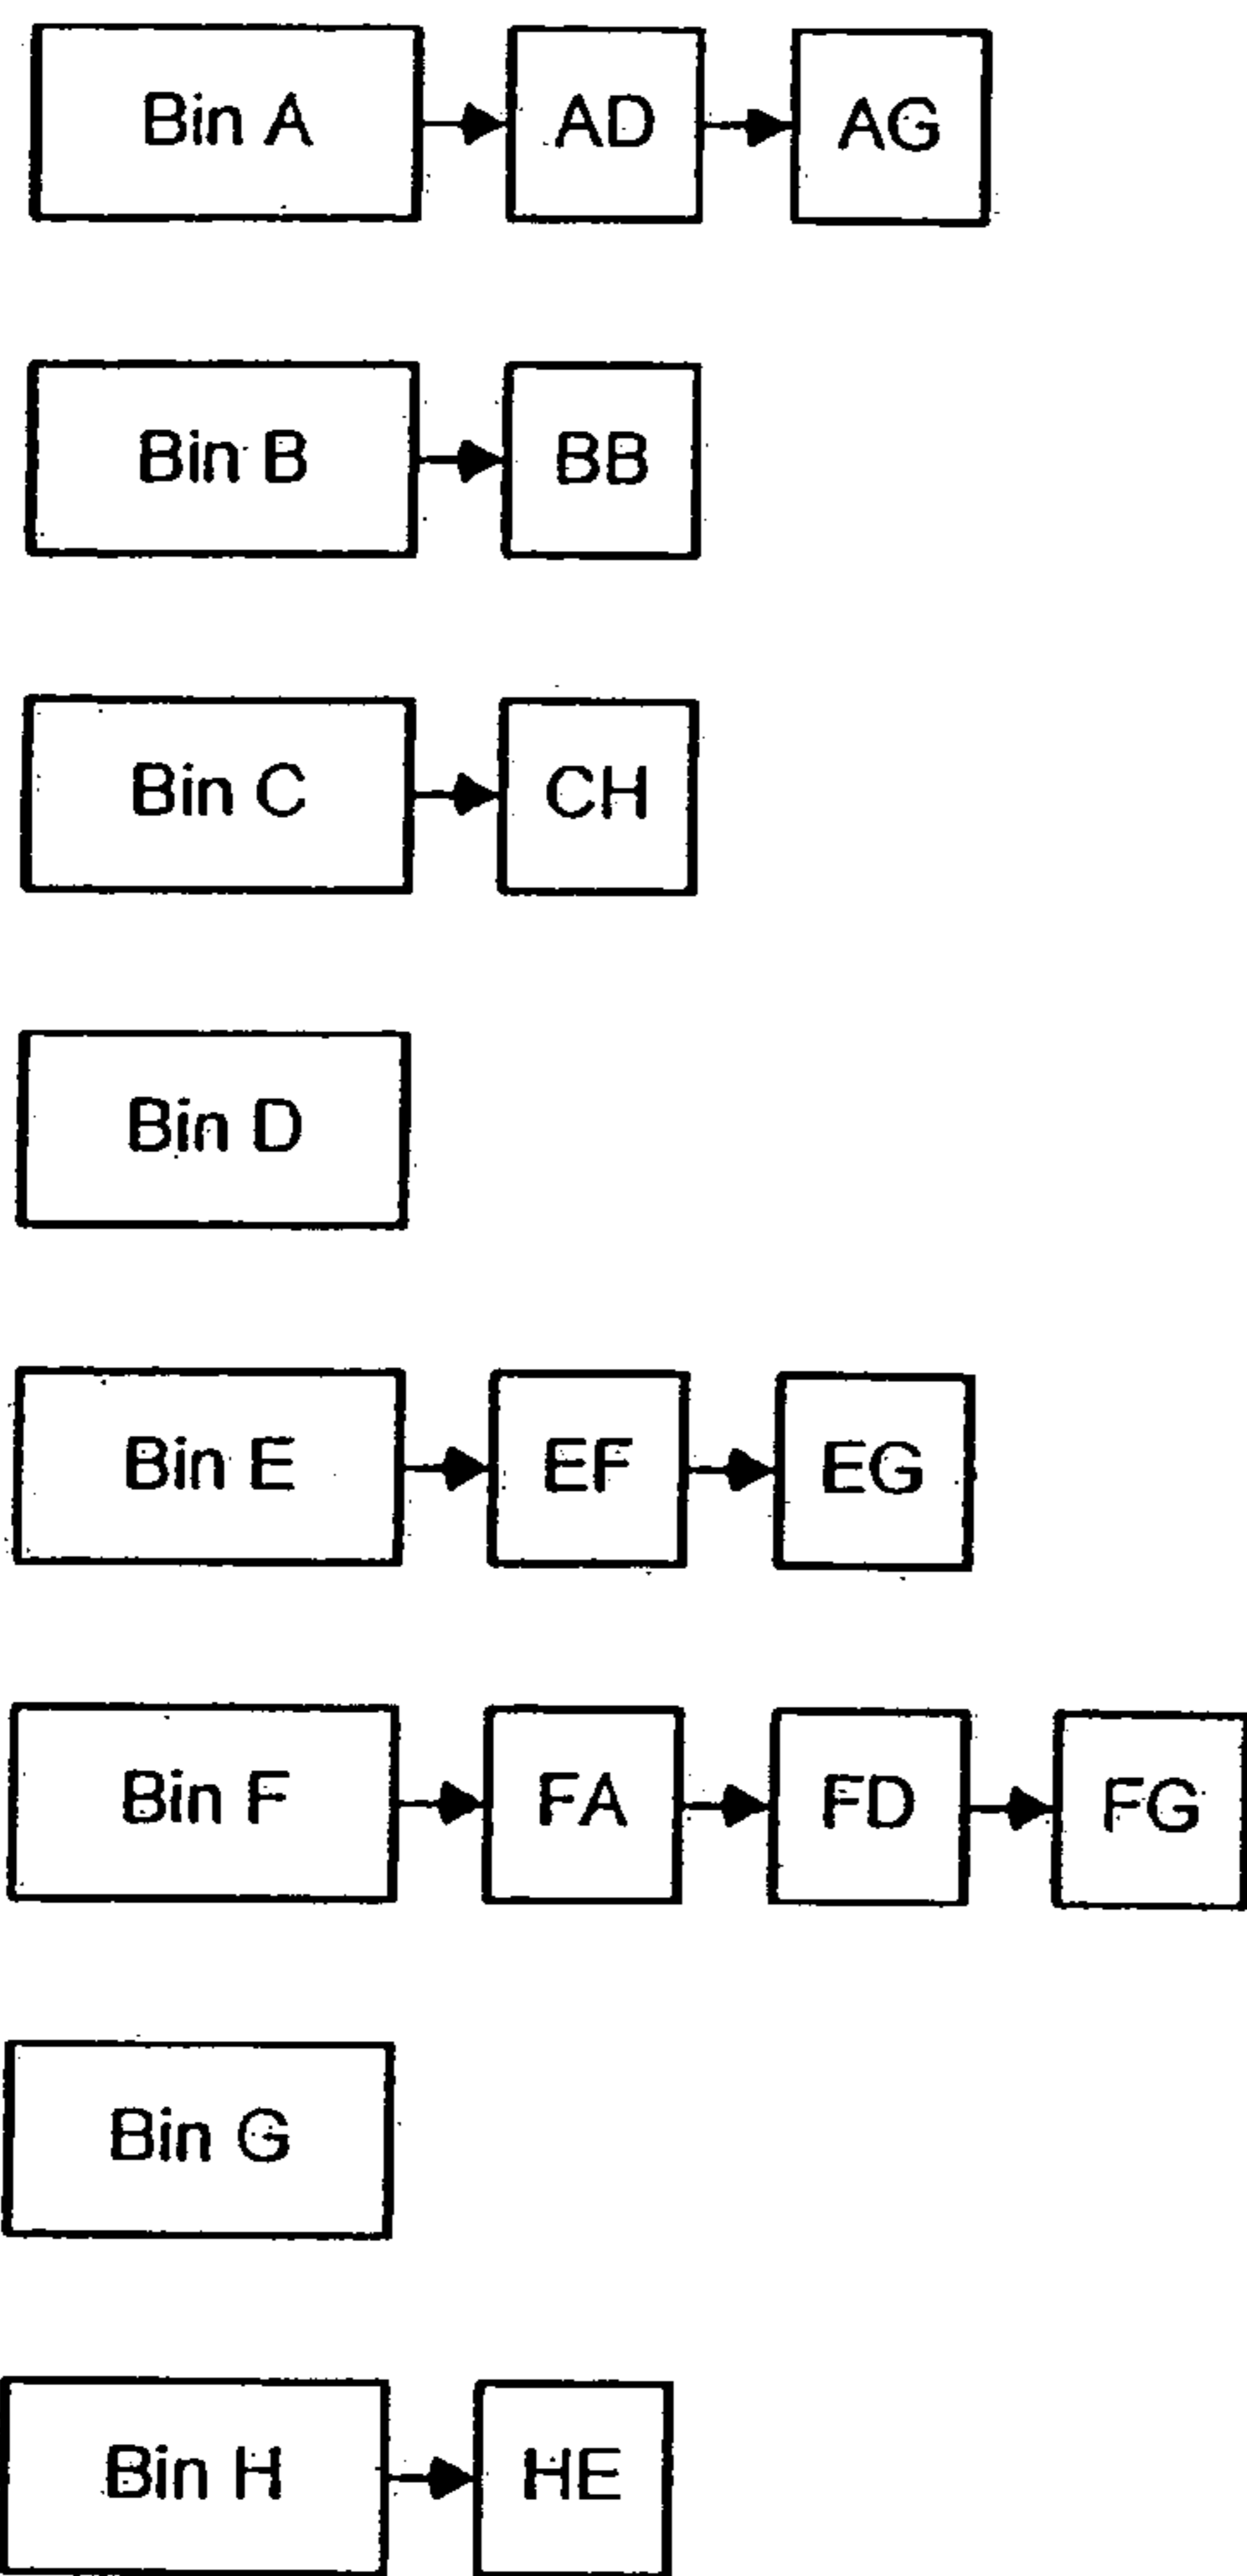 Bin A AD AG
Bin B BB
Bin C CH
Bin D
Bin E EF EG
Bin F FA FD FG
Bin G
Bin H HE